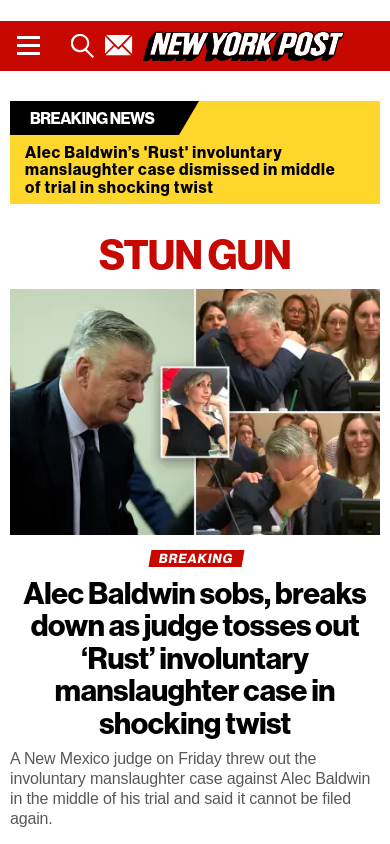 NEW YORK POST
BREAKING NEWS
Alec Baldwin’s 'Rust' involuntary
manslaughter case dismissed in middle
of trial in shocking twist
STUN GUN
BREAKING
Alec Baldwin sobs, breaks
down as judge tosses out
‘Rust’ involuntary
manslaughter case in
shocking twist
A New Mexico judge on Friday threw out the
involuntary manslaughter case against Alec Baldwin
in the middle of his trial and said it cannot be filed
again.